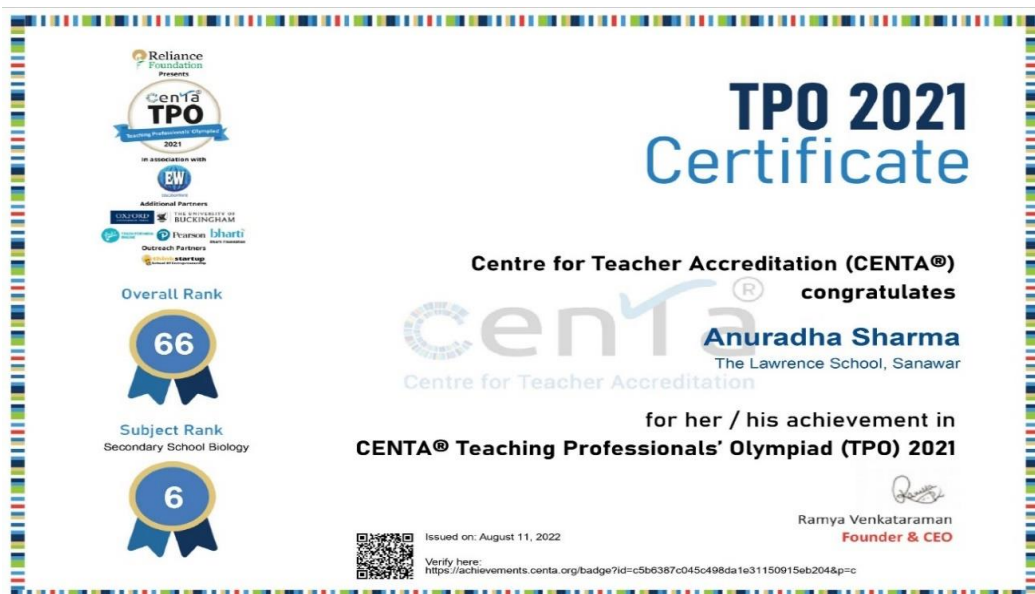 Reliance
Foundation
Presents
CENTA
TPO
Teaching Professionals' Olympiad
2021
In association with
EW
Additional Partners
OXFORD
THE UNIVERSITY OF
BUCKINGHAM
Pearson
bharti
Outreach Partners
startup
Overall Rank
66
Subject Rank
Secondary School Biology
6
TPO 2021
Certificate
Centre for Teacher Accreditation (CENTA®)
congratulates
CENTA®
Centre for Teacher Accreditation
Anuradha Sharma
The Lawrence School, Sanawar
for her / his achievement in
CENTA® Teaching Professionals' Olympiad (TPO) 2021
Ramya Venkataraman
Founder & CEO
Issued on: August 11, 2022
Verify here:
https://achievements.centa.org/badge?id=c5b6387c045c498da1e31150915eb204&p=c